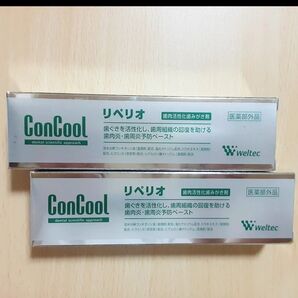 ConCool
dental scientific approach
リペリオ
歯肉活性化歯みがき剤
医薬部外品
歯ぐきを活性化し、歯周組織の回復を助ける
歯肉炎・歯周炎予防ペースト
Weltec
ConCool
dental scientific approach
リペリオ
歯肉活性化歯みがき剤
医薬部外品
歯ぐきを活性化し、歯周組織の回復を助ける
歯肉炎・歯周炎予防ペースト
Weltec